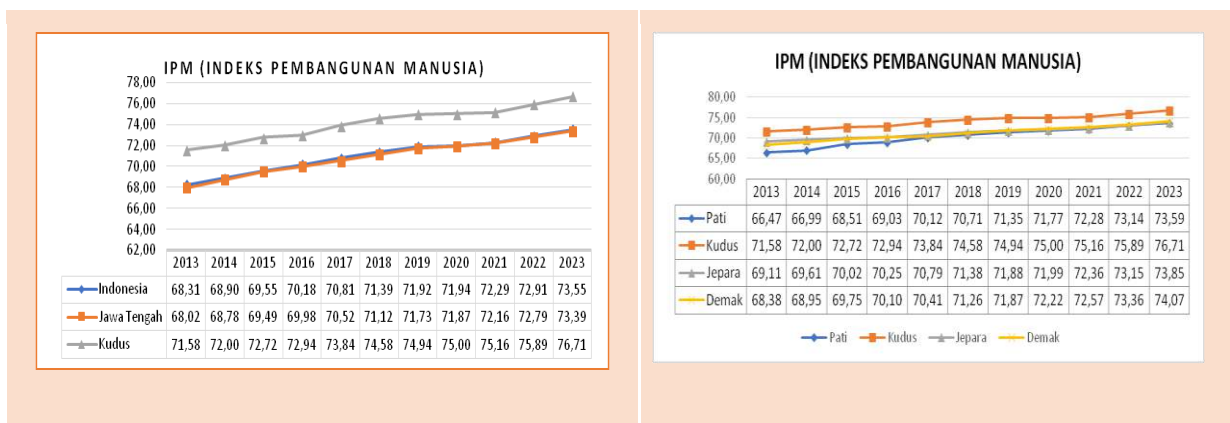 IPM (INDEKS PEMBANGUNAN MANUSIA)
78,00
76,00
74,00
72,00
70,00
68,00
66,00
64,00
62,00
2013 2014 2015 2016 2017 2018 2019 2020 2021 2022 2023
Indonesia 68,31 68,90 69,55 70,18 70,81 71,39 71,92 71,94 72,29 72,91 73,55
Jawa Tengah 68,02 68,78 69,49 69,98 70,52 71,12 71,73 71,87 72,16 72,79 73,39
Kudus 71,58 72,00 72,72 72,94 73,84 74,58 74,94 75,00 75,16 75,89 76,71
IPM (INDEKS PEMBANGUNAN MANUSIA)
80,00
75,00
70,00
65,00
60,00
2013 2014 2015 2016 2017 2018 2019 2020 2021 2022 2023
Pati 66,47 66,99 68,51 69,03 70,12 70,71 71,35 71,77 72,28 73,14 73,59
Kudus 71,58 72,00 72,72 72,94 73,84 74,58 74,94 75,00 75,16 75,89 76,71
Jepara 69,11 69,61 70,02 70,25 70,79 71,38 71,88 71,99 72,36 73,15 73,85
Demak 68,38 68,95 69,75 70,10 70,41 71,26 71,87 72,22 72,57 73,36 74,07
Pati Kudus Jepara Demak